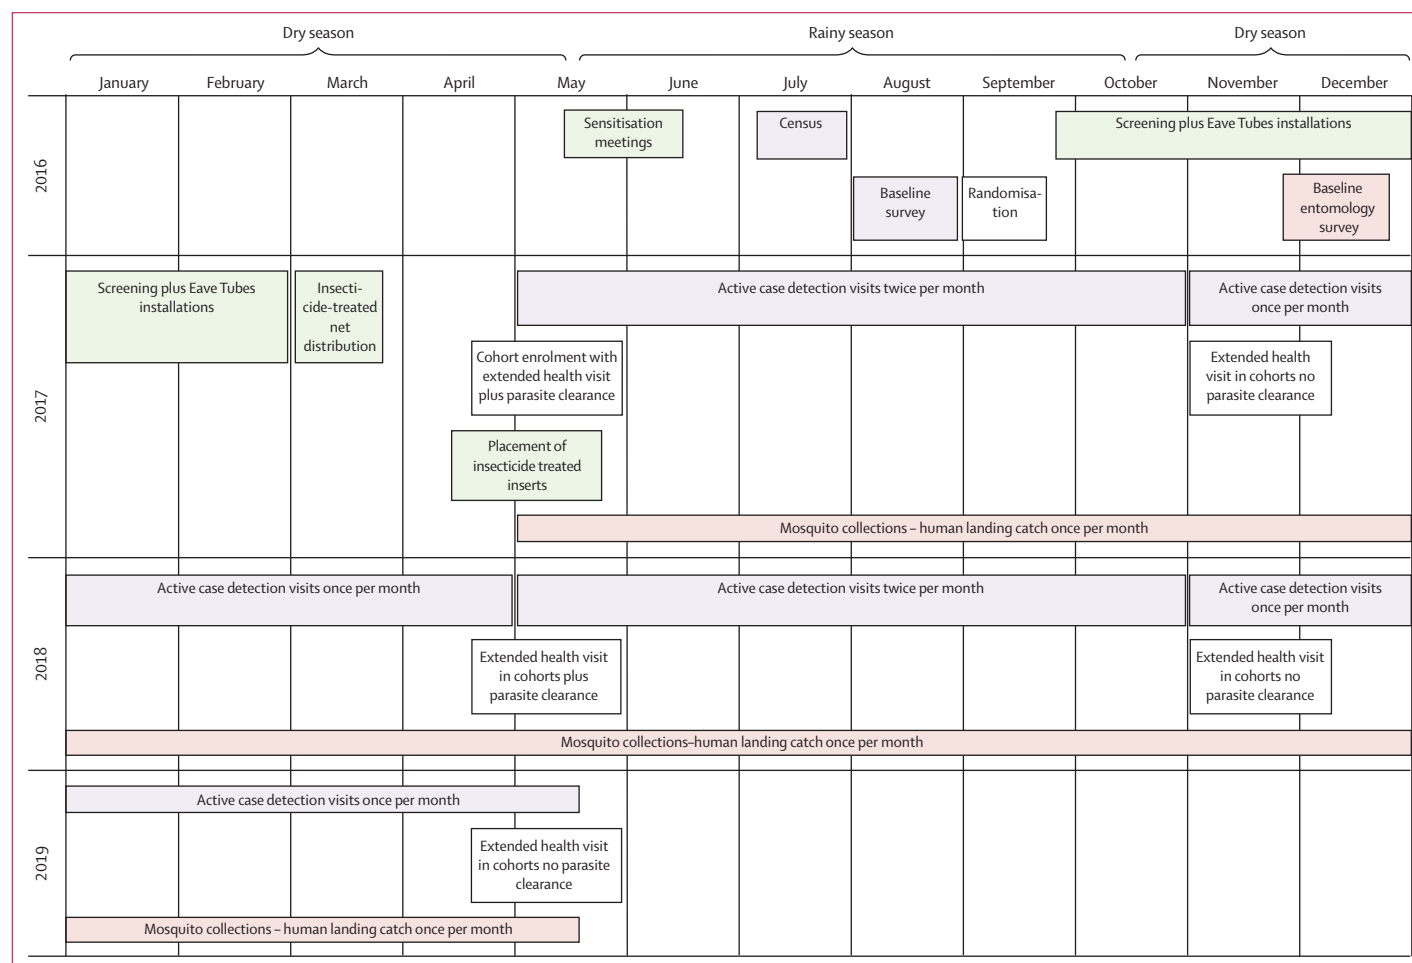 Dry season
Rainy season
Dry season
January
February
March
April
May
June
July
August
September
October
November
December
2016
Sensitisation
meetings
Census
Screening plus Eave Tubes installations
Baseline
survey
Randomisa-
tion
Baseline
entomology
survey
2017
Screening plus Eave Tubes
installations
Insecti-
cide-treated
net
distribution
Active case detection visits twice per month
Active case detection visits
once per month
Cohort enrolment with
extended health visit
plus parasite clearance
Extended health
visit in cohorts no
parasite clearance
Placement of
insecticide treated
inserts
Mosquito collections – human landing catch once per month
2018
Active case detection visits once per month
Active case detection visits twice per month
Active case detection visits
once per month
Extended health visit
in cohorts plus
parasite clearance
Extended health visit
in cohorts no
parasite clearance
Mosquito collections–human landing catch once per month
2019
Active case detection visits once per month
Extended health visit
in cohorts no parasite
clearance
Mosquito collections – human landing catch once per month